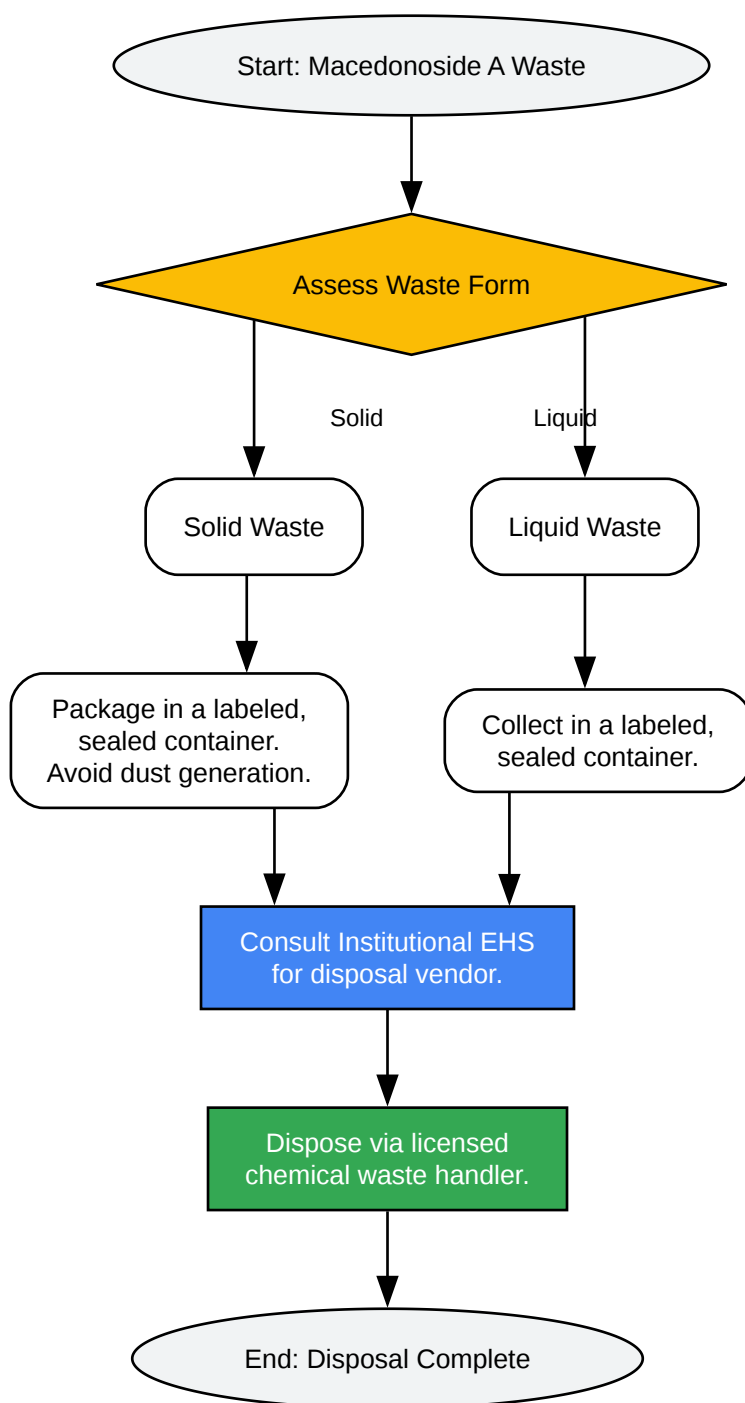 Start: Macedonoside A Waste
Assess Waste Form
Solid
Liquid
Solid Waste
Liquid Waste
Package in a labeled,
sealed container.
Avoid dust generation.
Collect in a labeled,
sealed container.
Consult Institutional EHS
for disposal vendor.
Dispose via licensed
chemical waste handler.
End: Disposal Complete